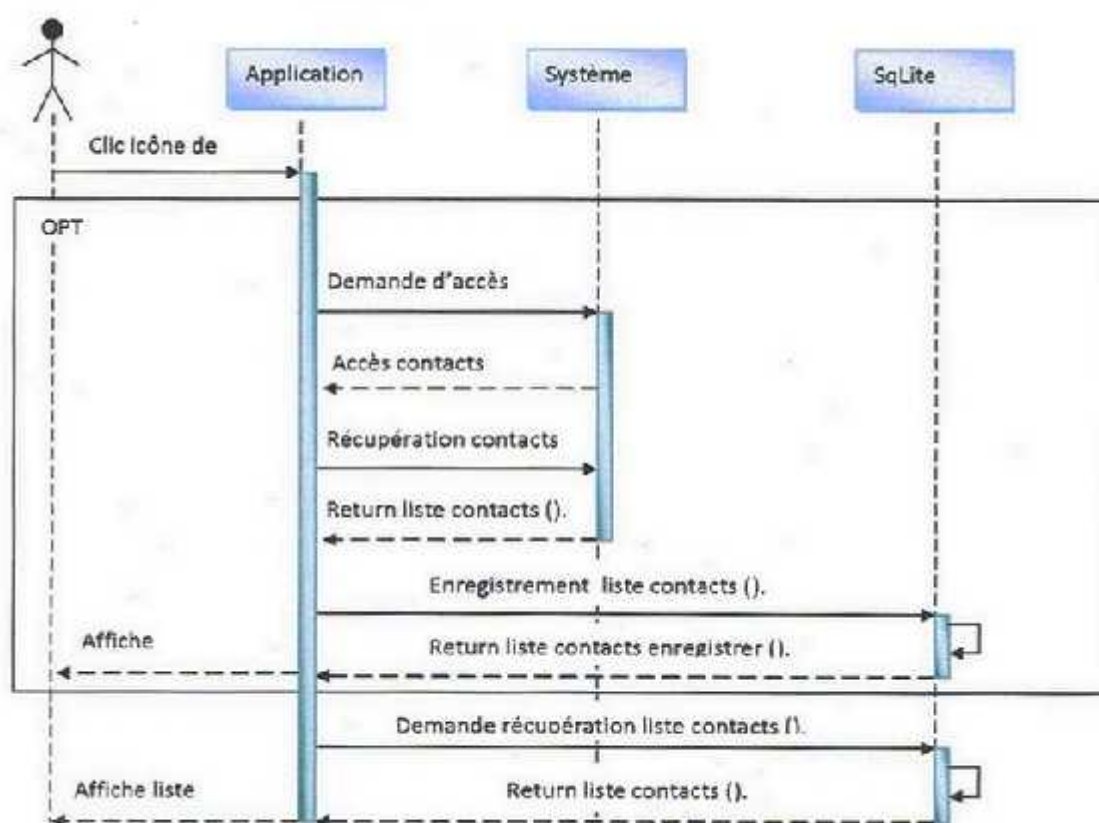 Application
Système
SqLite
Clic icône de
OPT
Demande d'accès
Accès contacts
Récupération contacts
Return liste contacts ().
Enregistrement liste contacts ().
Affiche
Return liste contacts enregistrer ().
Demande récupération liste contacts ().
Affiche liste
Return liste contacts ().